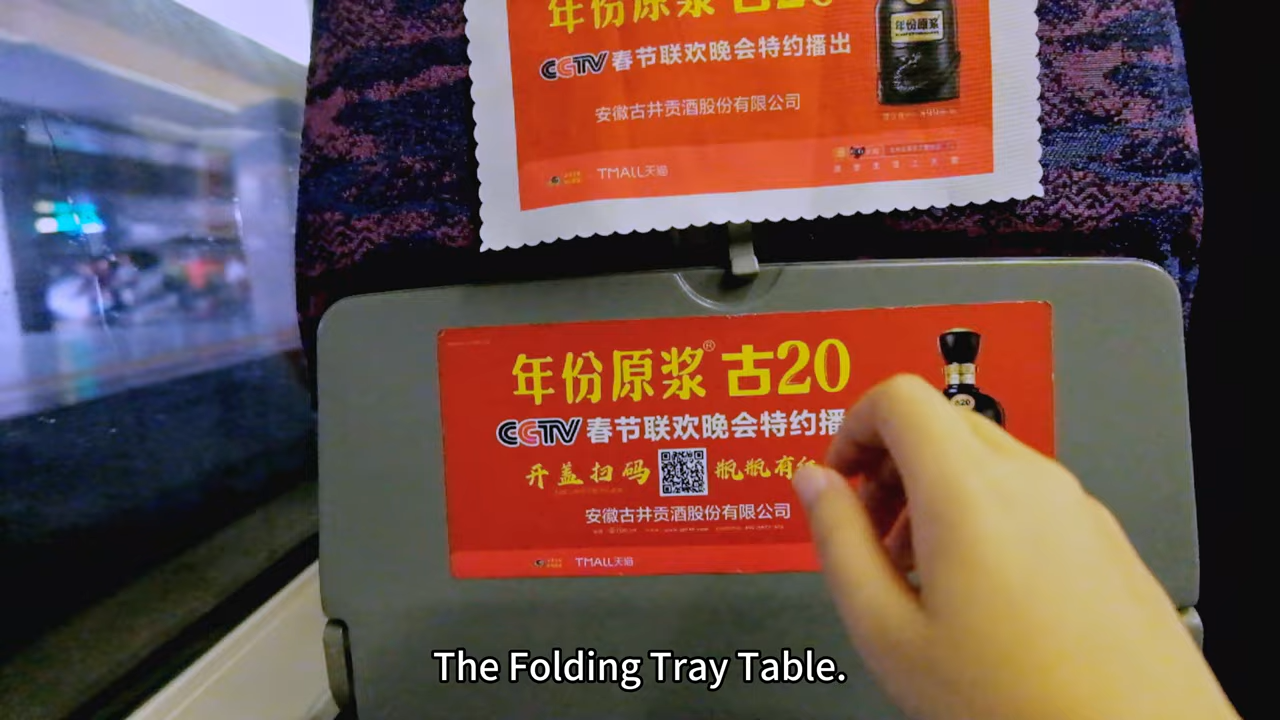 年份原浆 古20
CCTV 春节联欢晚会特约播出
安徽古井贡酒股份有限公司
TMALL天猫
年份原浆
年份原浆® 古20
CCTV 春节联欢晚会特约播
古20
开盖扫码 瓶瓶有红
安徽古井贡酒股份有限公司
TMALL天猫
The Folding Tray Table.